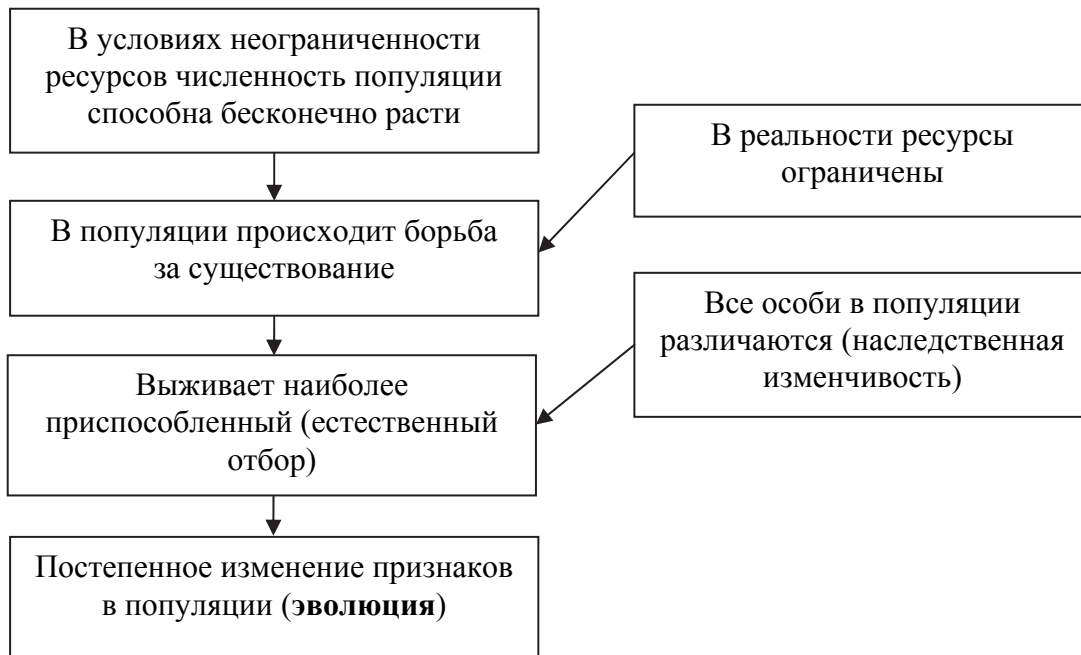 В условиях неограниченности
ресурсов численность популяции
способна бесконечно расти
В реальности ресурсы
ограничены
В популяции происходит борьба
за существование
Все особи в популяции
различаются (наследственная
изменчивость)
Выживает наиболее
приспособленный (естественный
отбор)
Постепенное изменение признаков
в популяции (эволюция)